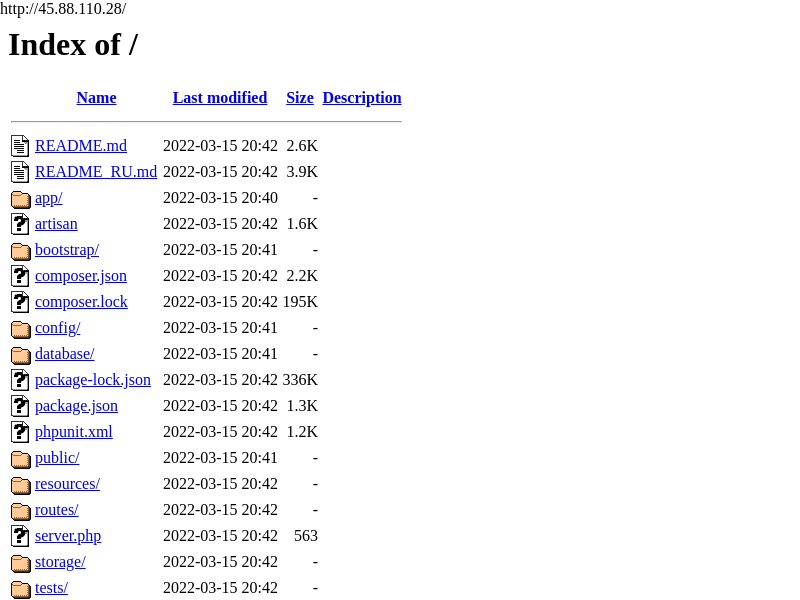 http://45.88.110.28/
Index of /
Name Last modified Size Description
README.md 2022-03-15 20:42 2.6K
README_RU.md 2022-03-15 20:42 3.9K
app/ 2022-03-15 20:40 -
artisan 2022-03-15 20:42 1.6K
bootstrap/ 2022-03-15 20:41 -
composer.json 2022-03-15 20:42 2.2K
composer.lock 2022-03-15 20:42 195K
config/ 2022-03-15 20:41 -
database/ 2022-03-15 20:41 -
package-lock.json 2022-03-15 20:42 336K
package.json 2022-03-15 20:42 1.3K
phpunit.xml 2022-03-15 20:42 1.2K
public/ 2022-03-15 20:41 -
resources/ 2022-03-15 20:42 -
routes/ 2022-03-15 20:42 -
server.php 2022-03-15 20:42 563
storage/ 2022-03-15 20:42 -
tests/ 2022-03-15 20:42 -